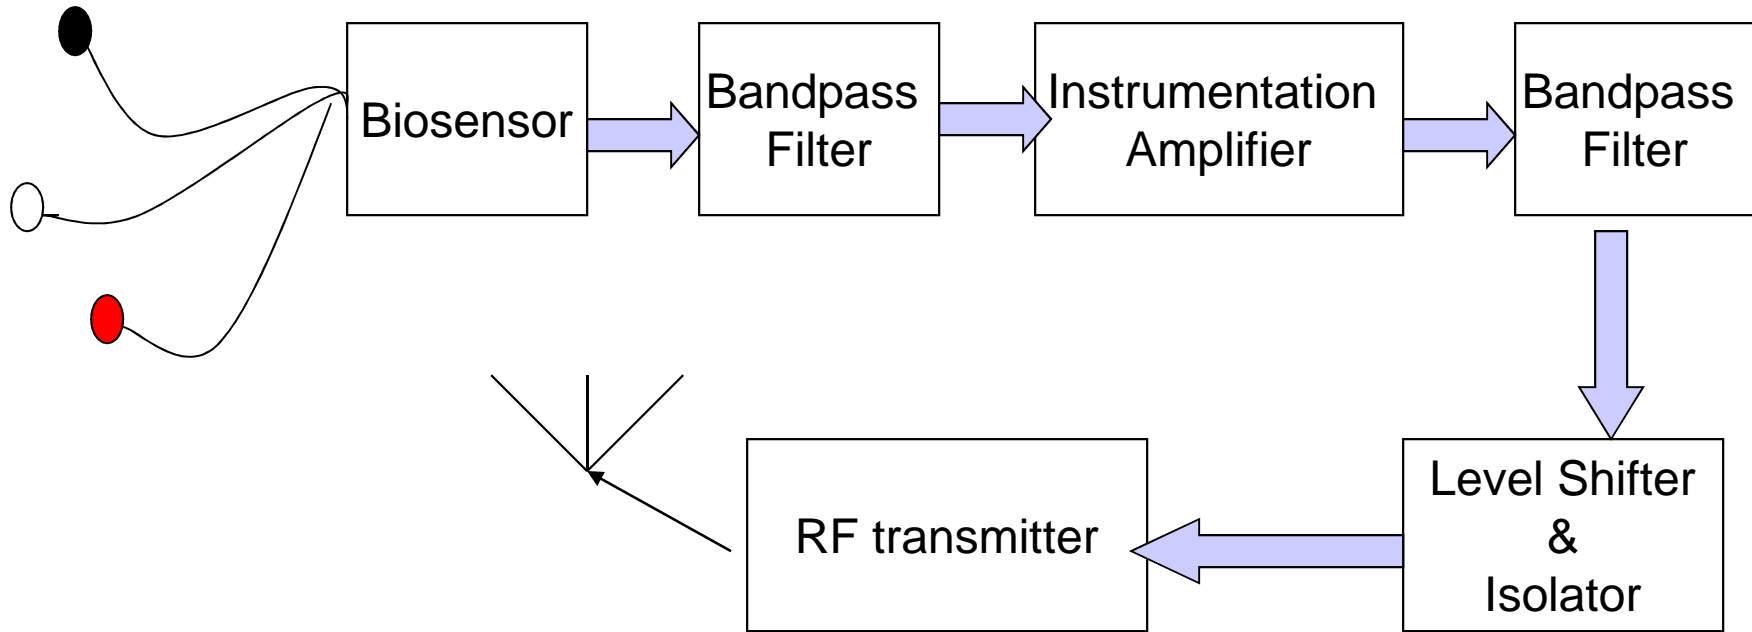 Biosensor
Bandpass
Filter
Instrumentation
Amplifier
Bandpass
Filter
Level Shifter
&
Isolator
RF transmitter